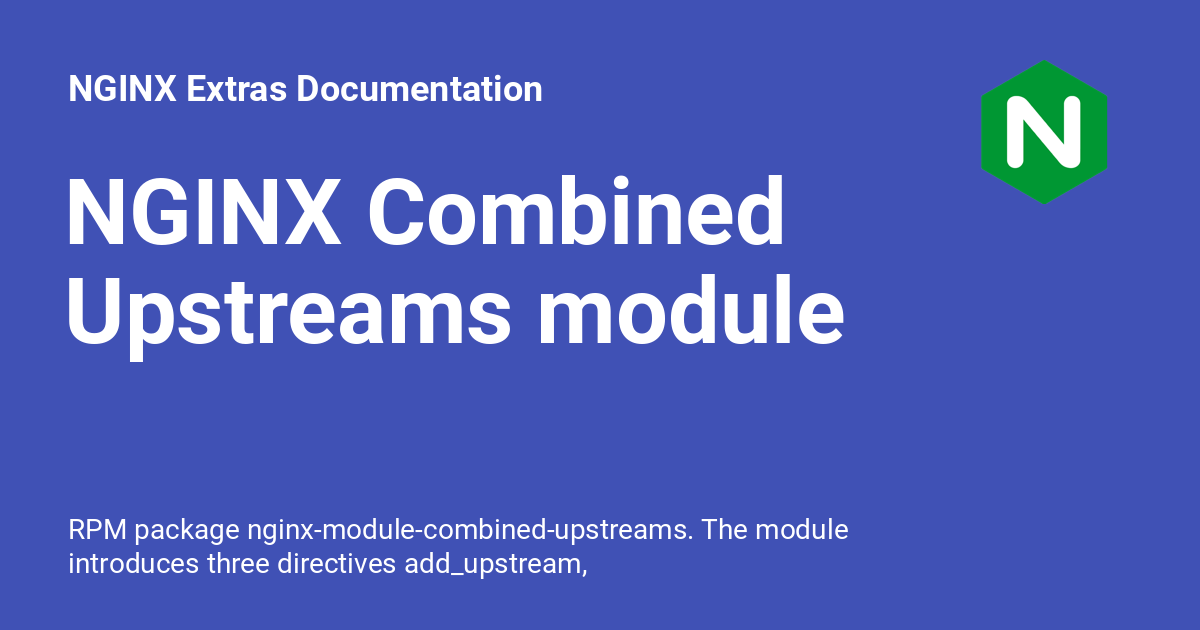 NGINX Extras Documentation
N
NGINX Combined
Upstreams module
RPM package nginx-module-combined-upstreams. The module
introduces three directives add_upstream,